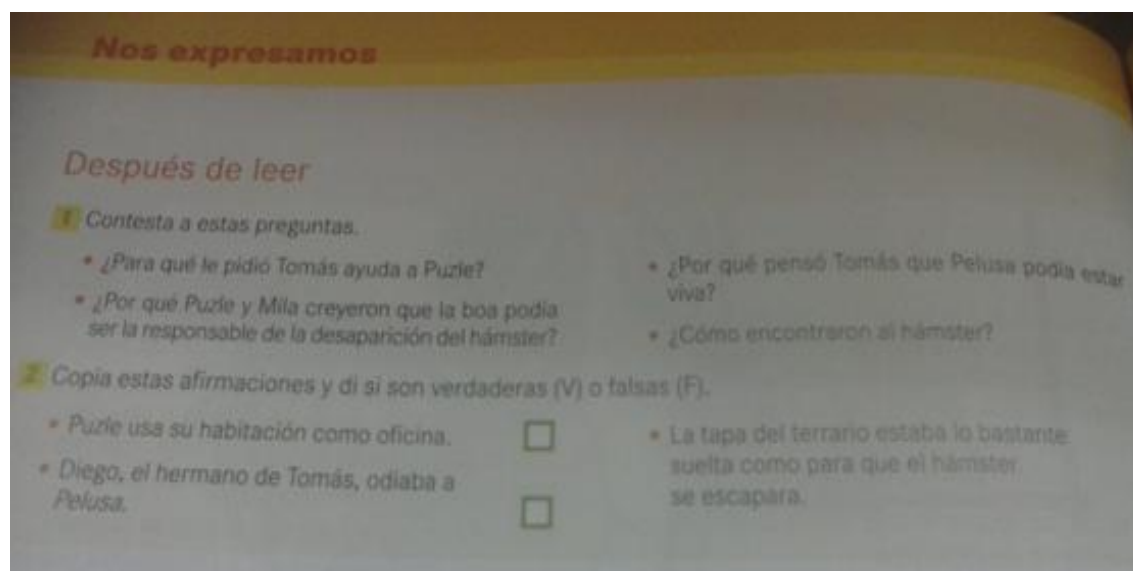 Nos expresamos
Después de leer
1 Contesta a estas preguntas.
• ¿Para qué le pidió Tomás ayuda a Puzle?
• ¿Por qué Puzle y Mila creyeron que la boa podía
ser la responsable de la desaparición del hámster?
• ¿Por qué pensó Tomás que Pelusa podía estar
viva?
• ¿Cómo encontraron al hámster?
2 Copia estas afirmaciones y di si son verdaderas (V) o falsas (F).
• Puzle usa su habitación como oficina.
• Diego, el hermano de Tomás, odiaba a
Pelusa.
• La tapa del terrario estaba lo bastante
suelta como para que el hámster
se escapara.